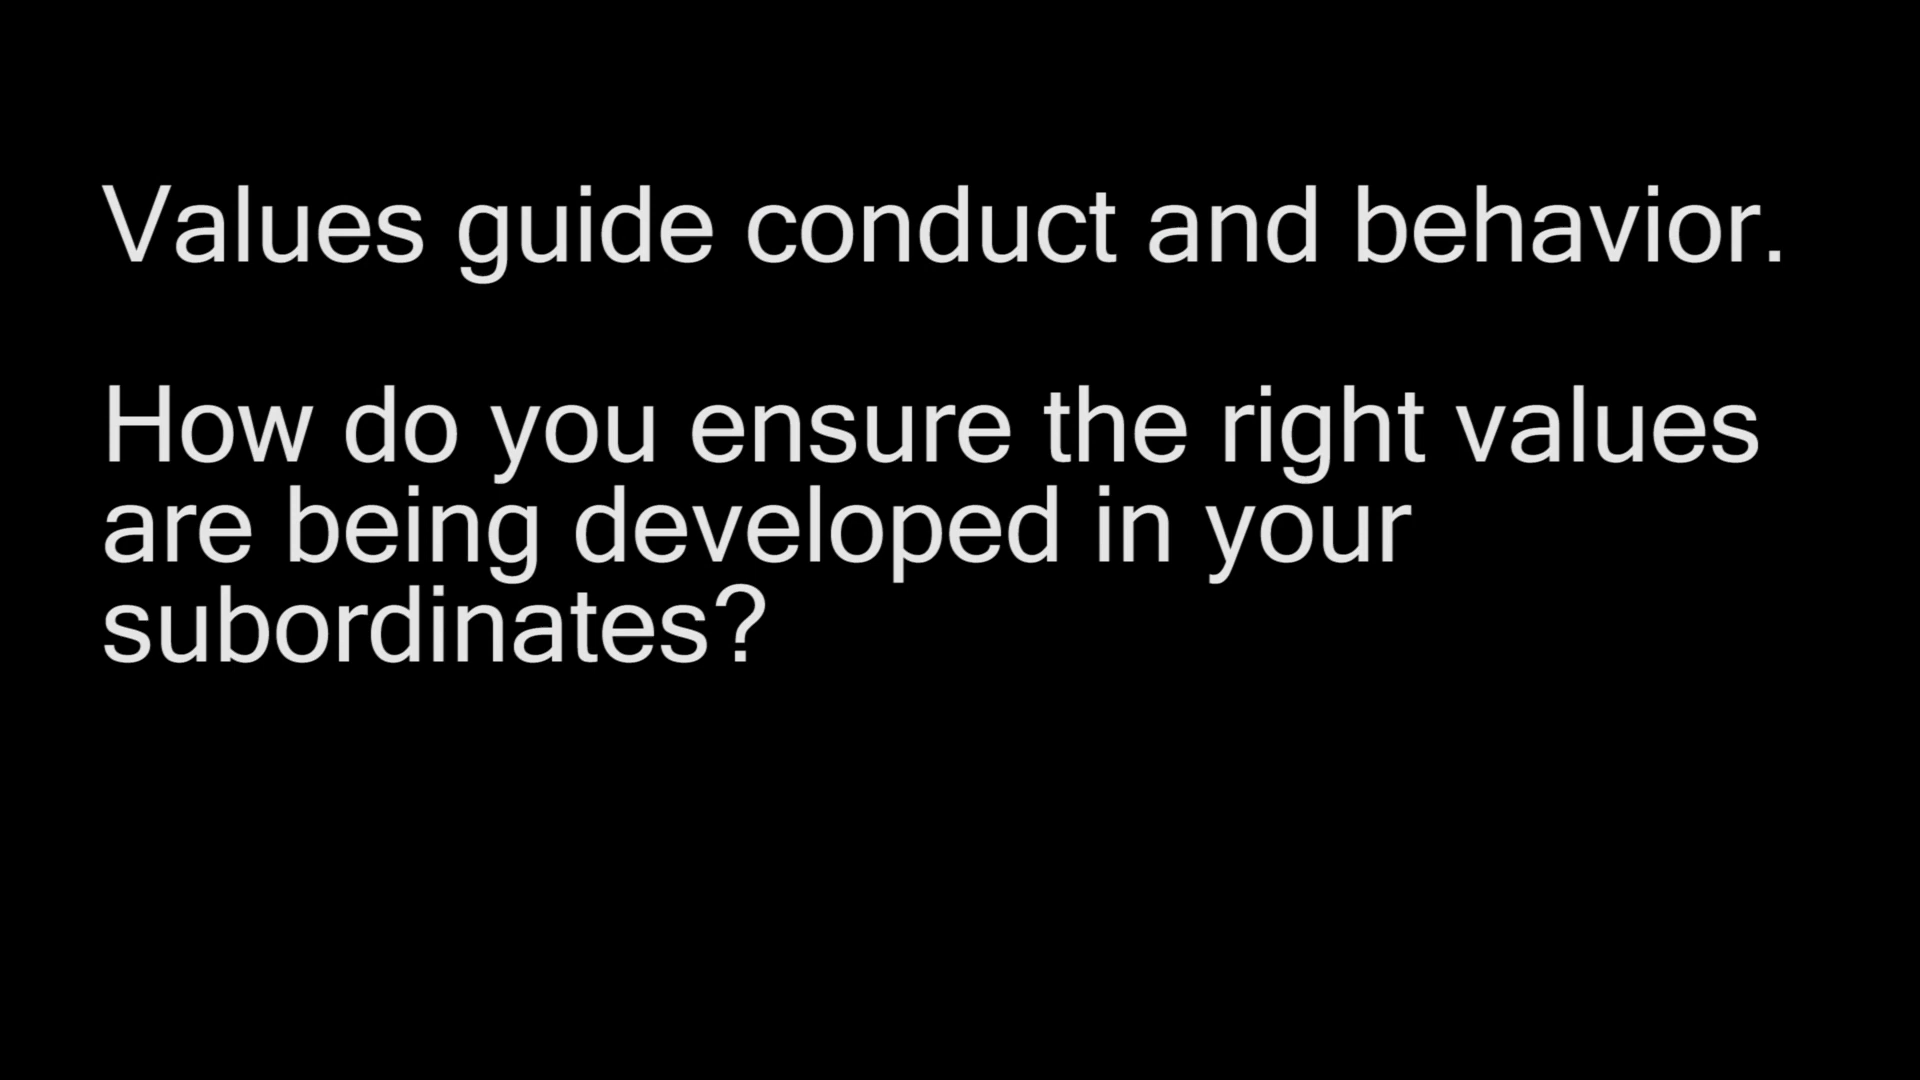 Values guide conduct and behavior.
How do you ensure the right values
are being developed in your
subordinates?